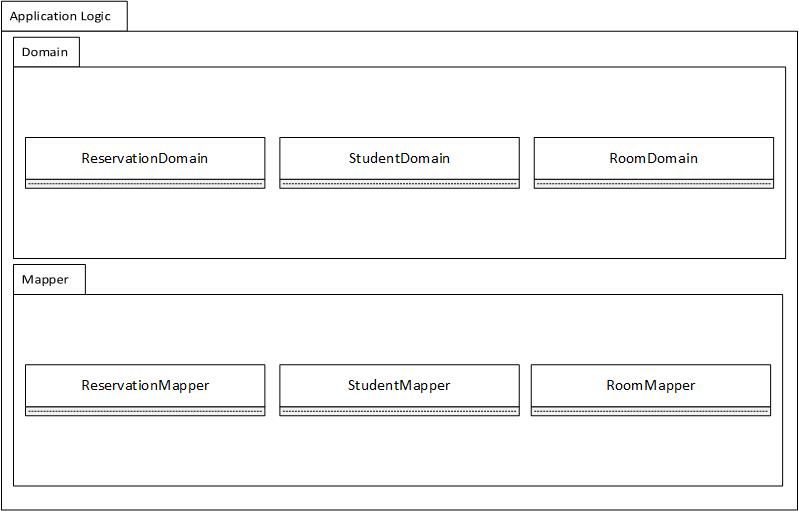 Application Logic
Domain
ReservationDomain
StudentDomain
RoomDomain
Mapper
ReservationMapper
StudentMapper
RoomMapper